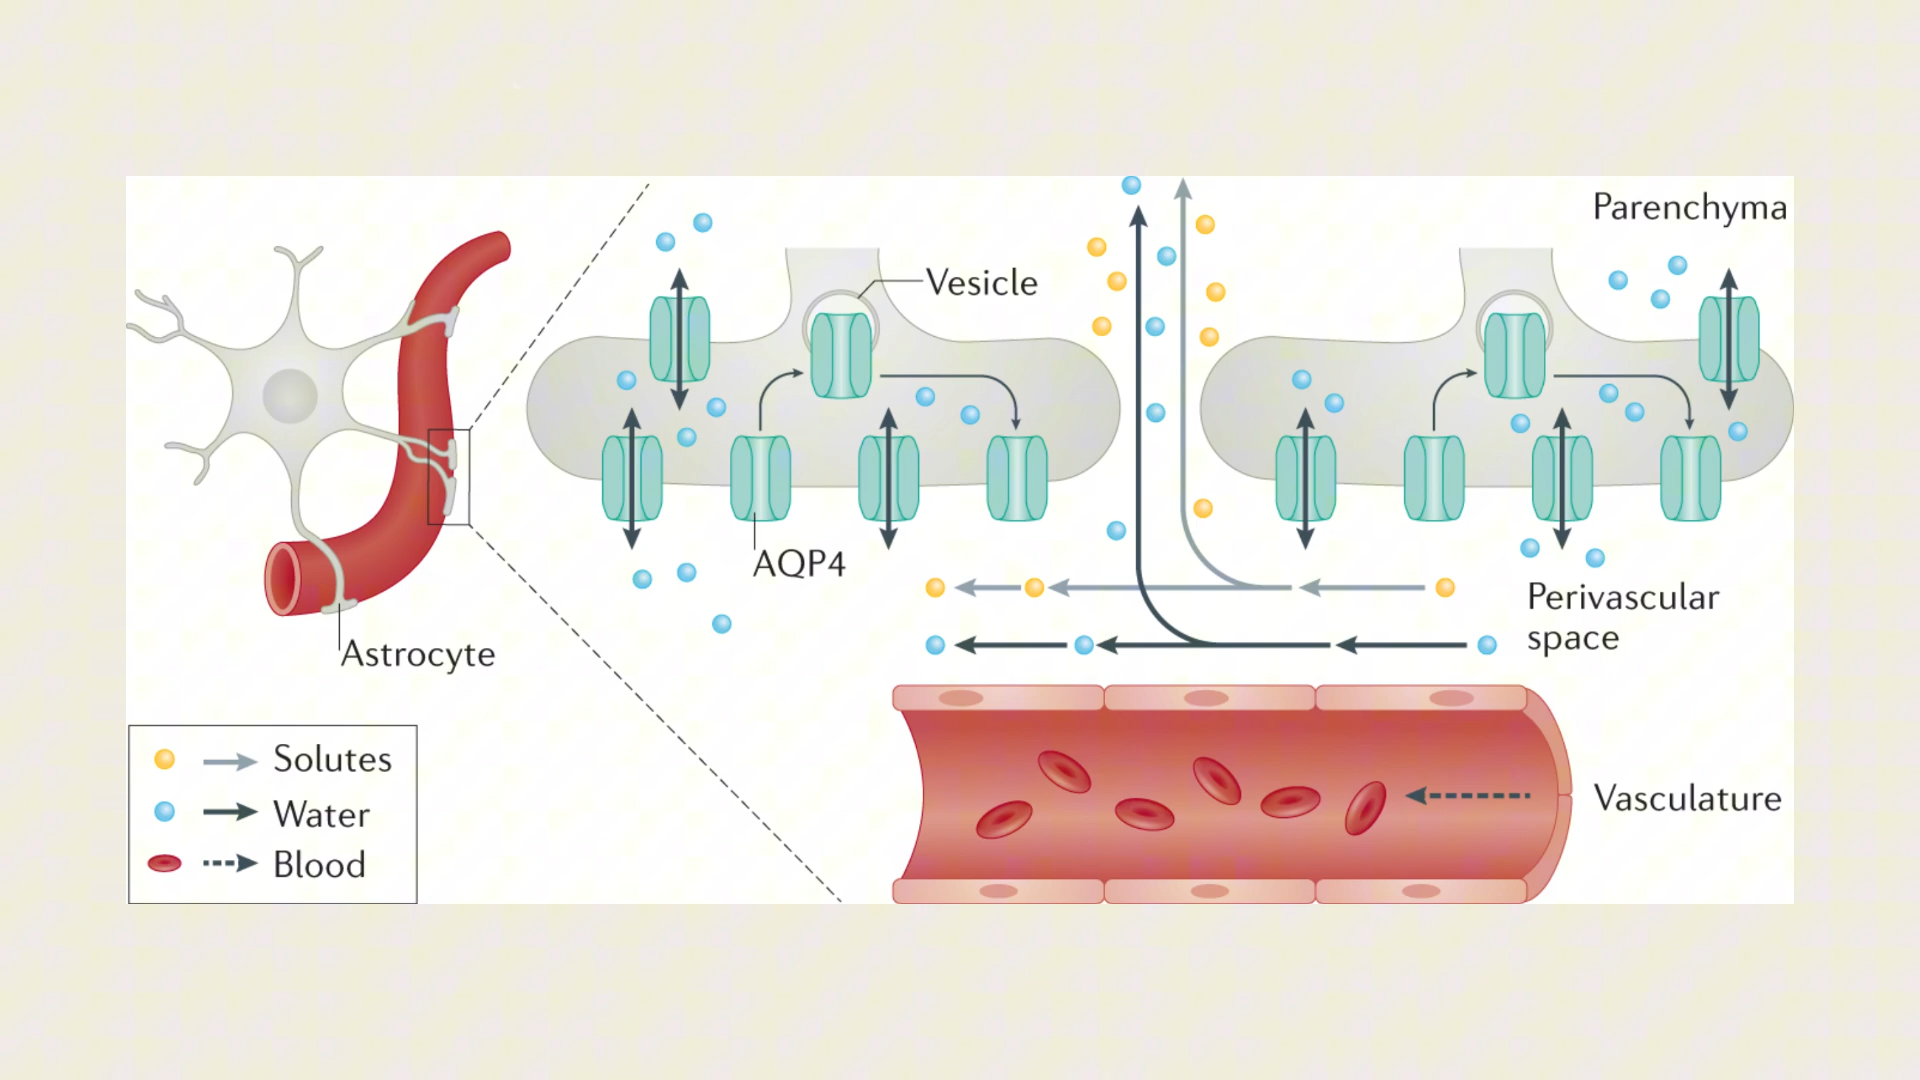 Parenchyma
Vesicle
AQP4
Perivascular
space
Astrocyte
Solutes
Water
Blood
Vasculature